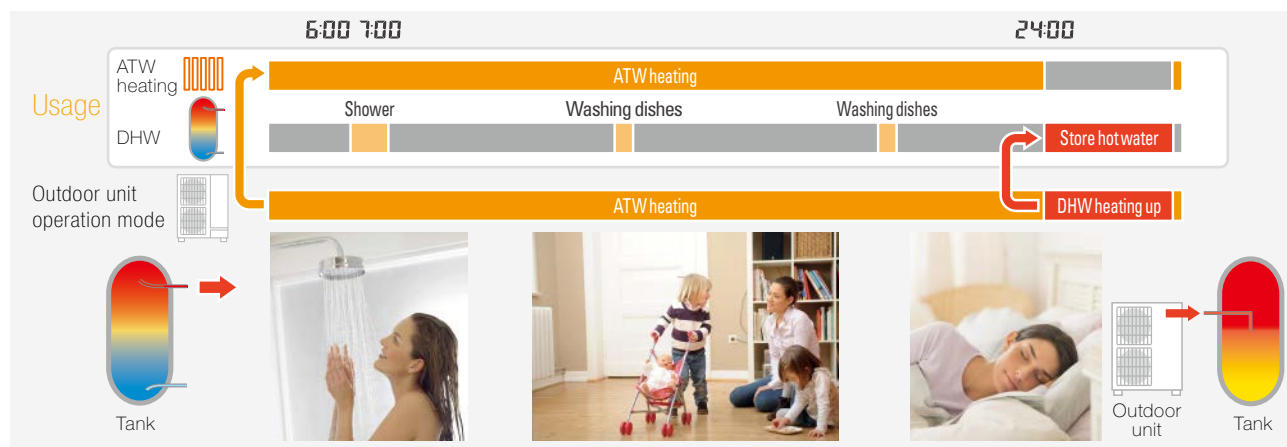 6:00 7:00
24:00
Usage
ATW
heating
ATW heating
Shower
Washing dishes
Washing dishes
DHW
Store hot water
Outdoor unit
operation mode
ATW heating
DHW heating up
Tank
Outdoor
unit
Tank